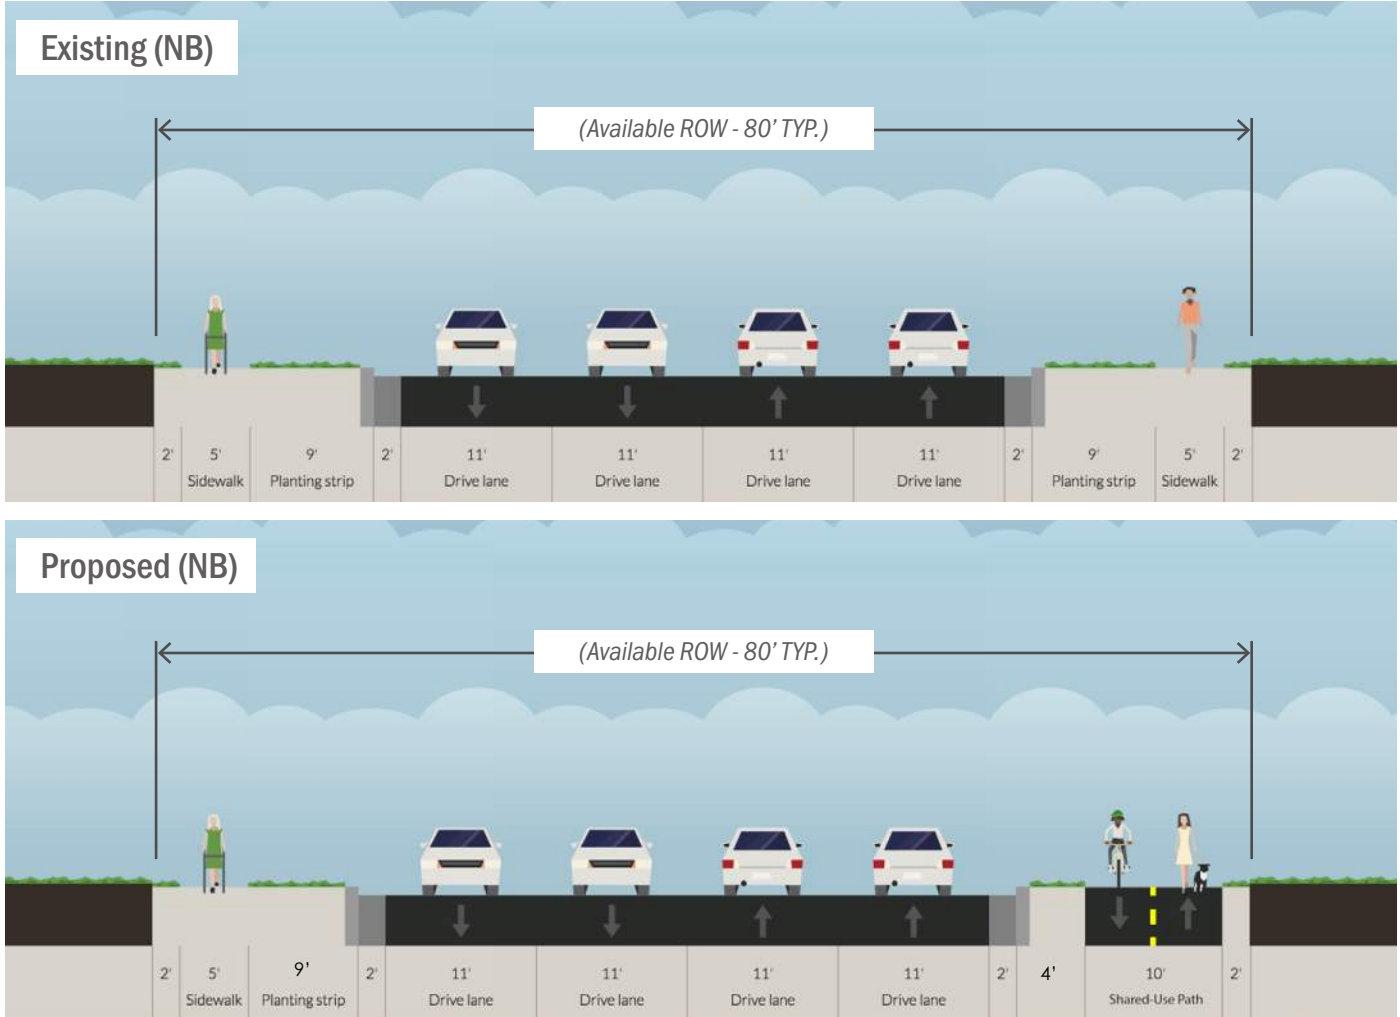 Existing (NB)
(Available ROW - 80’ TYP.)
2' 5' 9' 2' 11' 11' 11' 11' 2' 9' 5' 2'
Sidewalk Planting strip Drive lane Drive lane Drive lane Drive lane Planting strip Sidewalk
Proposed (NB)
(Available ROW - 80’ TYP.)
2' 5' 9’ 2' 11' 11' 11' 11' 2' 4’ 10' 2'
Sidewalk Planting strip Drive lane Drive lane Drive lane Drive lane Shared-Use Path